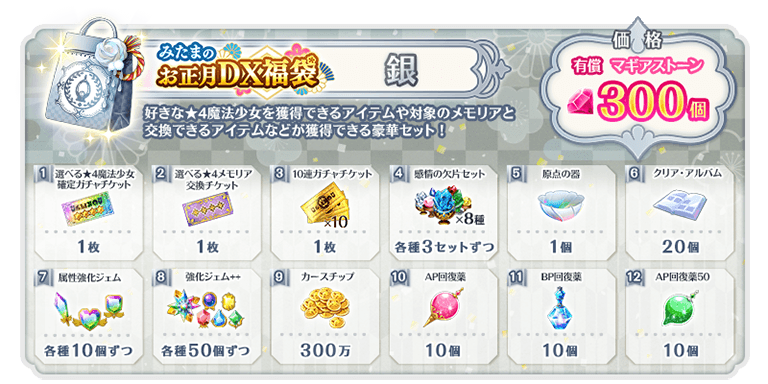 みたまの
お正月DX福袋
銀
価格
有償 マギアストーン
300個
好きな★4魔法少女を獲得できるアイテムや対象のメモリアと
交換できるアイテムなどが獲得できる豪華セット！
1
選べる★4魔法少女
確定ガチャチケット
1枚
2
選べる★4メモリア
交換チケット
1枚
3
10連ガチャチケット
×10
1枚
4
感情の欠片セット
×8種
各種3セットずつ
5
原点の器
1個
6
クリア・アルバム
20個
7
属性強化ジェム
各種10個ずつ
8
強化ジェム++
各種50個ずつ
9
カースチップ
300万
10
AP回復薬
10個
11
BP回復薬
10個
12
AP回復薬50
10個